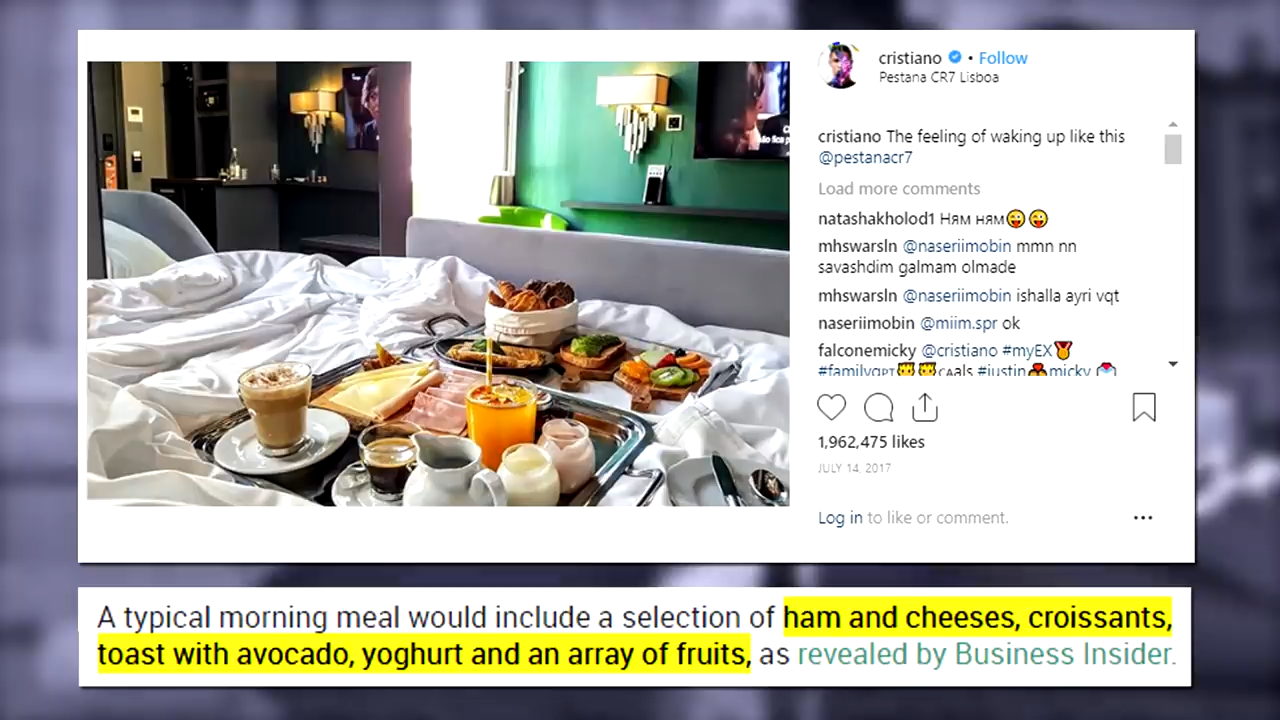 cristiano • Follow
Pestana CR7 Lisboa
cristiano The feeling of waking up like this
@pestanacr7
Load more comments
natashakholod1 Ням ням😜😜
mhswarsln @naseriimobin mmn nn
savashdim galmam olmade
mhswarsln @naseriimobin ishalla ayri vqt
naseriimobin @miim.spr ok
falconemicky @cristiano #myEX
1,962,475 likes
JULY 14, 2017
Log in to like or comment.
A typical morning meal would include a selection of ham and cheeses, croissants,
toast with avocado, yoghurt and an array of fruits, as revealed by Business Insider.